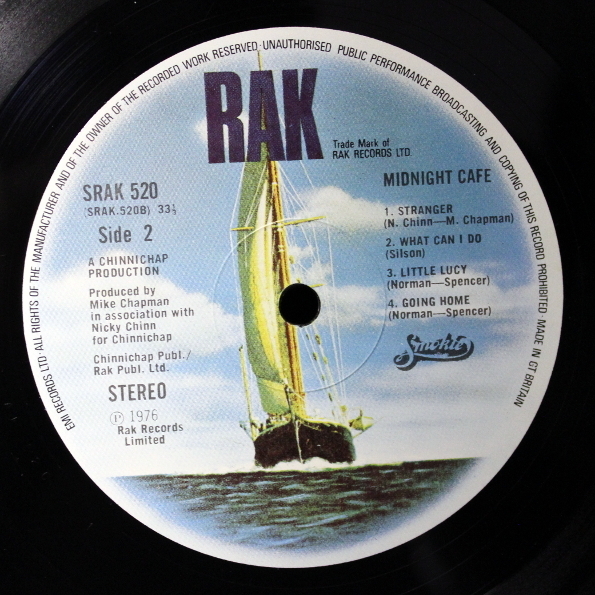 EMI RECORDS LTD·ALL RIGHTS OF THE MANUFACTURER AND OF THE OWNER OF THE RECORDED WORK RESERVED·UNAUTHORISED PUBLIC PERFORMANCE BROADCASTING AND COPYING OF THIS RECORD PROHIBITED·MADE IN GT BRITAIN
RAK
Trade Mark of
RAK RECORDS LTD.
SRAK 520
(SRAK.520B) 33⅓
Side 2
A CHINNICHAP
PRODUCTION
Produced by
Mike Chapman
in association with
Nicky Chinn
for Chinnichap
Chinnichap Publ./
Rak Publ. Ltd.
STEREO
℗ 1976
Rak Records
Limited
MIDNIGHT CAFE
1. STRANGER
(N. Chinn—M. Chapman)
2. WHAT CAN I DO
(Silson)
3. LITTLE LUCY
(Norman—Spencer)
4. GOING HOME
(Norman—Spencer)
Smokie